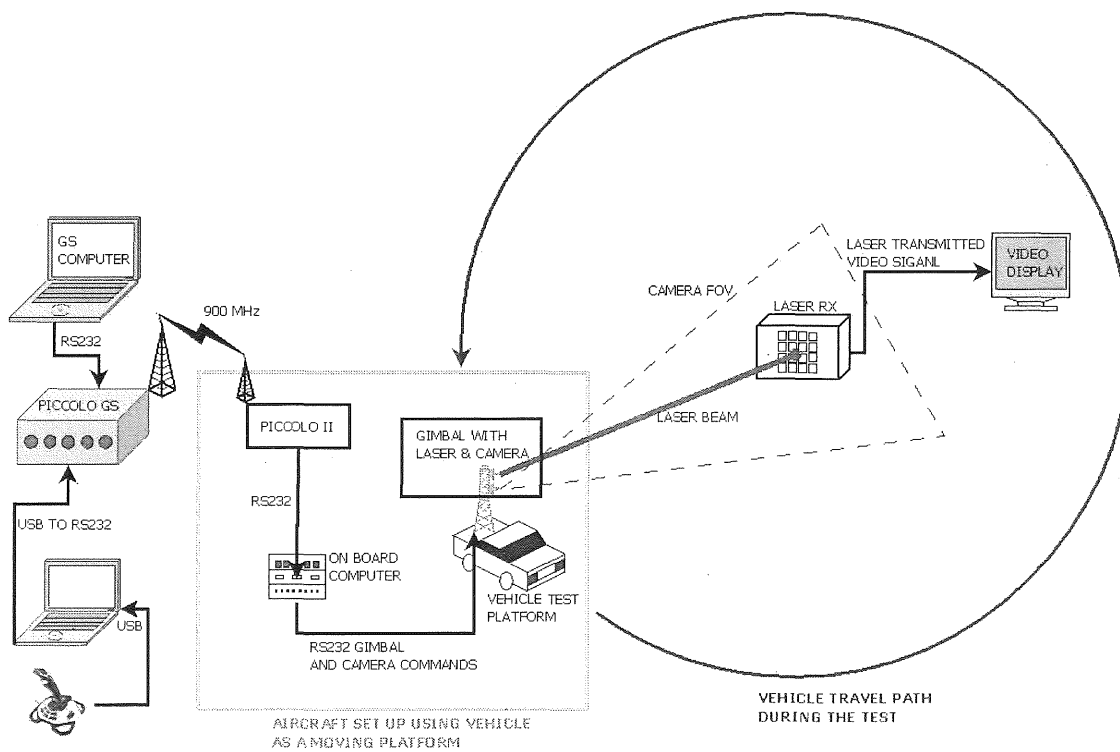 GS
COMPUTER
RS232
900 MHz
PICCOLO GS
USB TO RS232
USB
PICCOLO II
RS232
ON BOARD
COMPUTER
RS232 GIMBAL
AND CAMERA COMMANDS
GIMBAL WITH
LASER & CAMERA
VEHICLE TEST
PLATFORM
AIRCRAFT SET UP USING VEHICLE
AS A MOVING PLATFORM
CAMERA FOV
LASER BEAM
LASER RX
LASER TRANSMITTED
VIDEO SIGANL
VIDEO
DISPLAY
VEHICLE TRAVEL PATH
DURING THE TEST